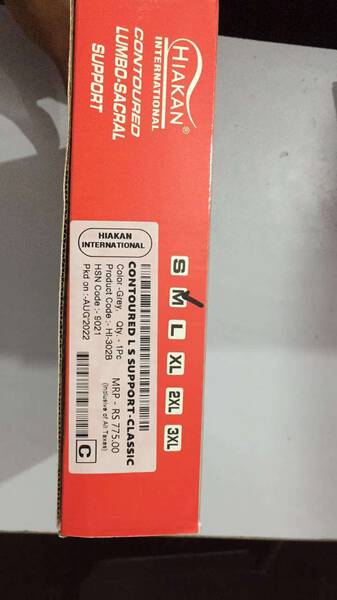 HIAKAN®
INTERNATIONAL
CONTOURED
LUMBO-SACRAL
SUPPORT
S
M
L
XL
2XL
3XL
HIAKAN
INTERNATIONAL
CONTOURED L S SUPPORT-CLASSIC
Color -Grey, Qty. - 1Pc
Product Code :- HI-302B
HSN Code :- 9021
Pkd on :-AUG'2022
MRP - RS 775.00
(Inclusive of All Taxes)
C